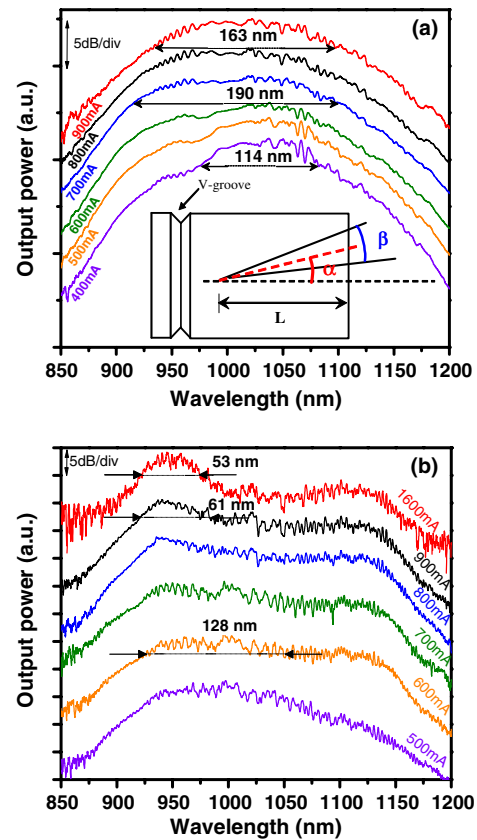 (a)
5dB/div
163 nm
190 nm
114 nm
900mA
800mA
700mA
600mA
500mA
400mA
V-groove
β
α
L
Output power (a.u.)
850 900 950 1000 1050 1100 1150 1200
Wavelength (nm)
(b)
5dB/div
53 nm
61 nm
128 nm
1600mA
900mA
800mA
700mA
600mA
500mA
Output power (a.u.)
850 900 950 1000 1050 1100 1150 1200
Wavelength (nm)